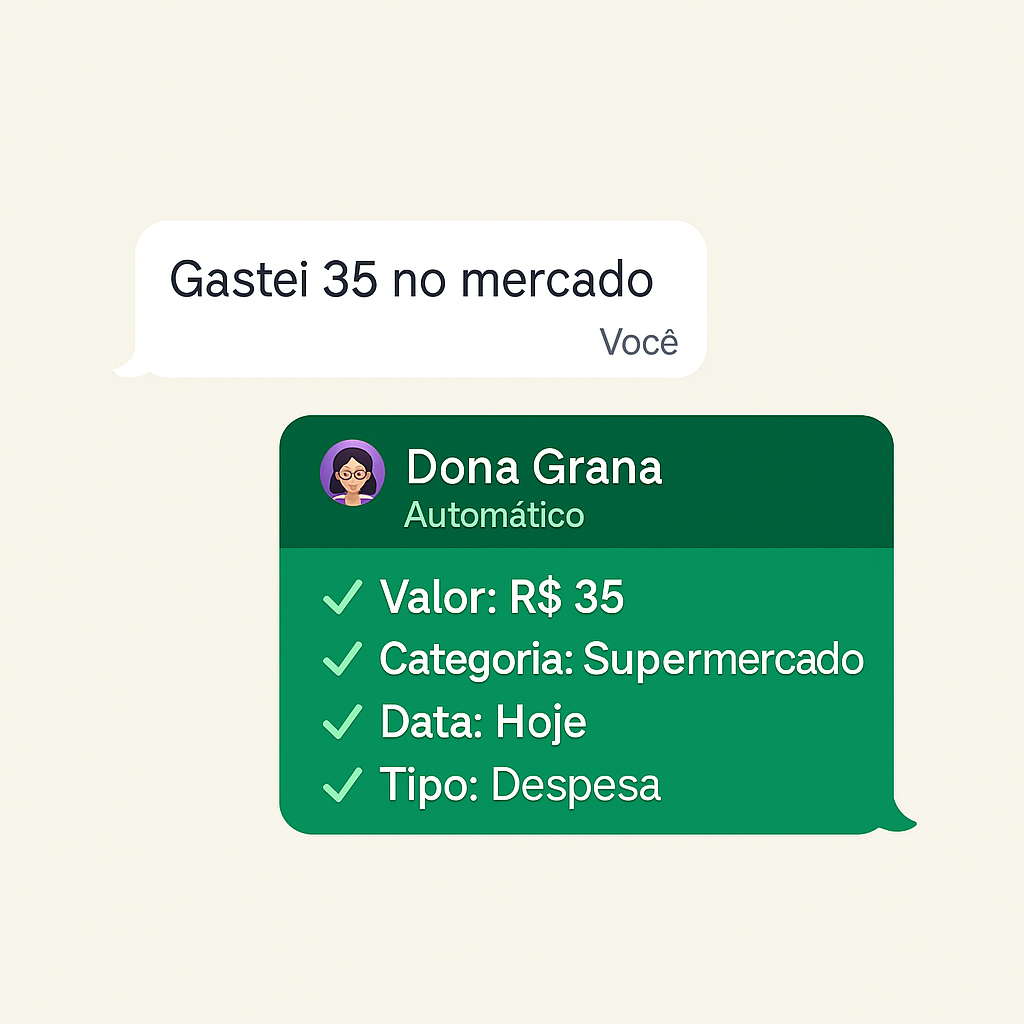 Gastei 35 no mercado
Você
Dona Grana
Automático
Valor: R$ 35
Categoria: Supermercado
Data: Hoje
Tipo: Despesa